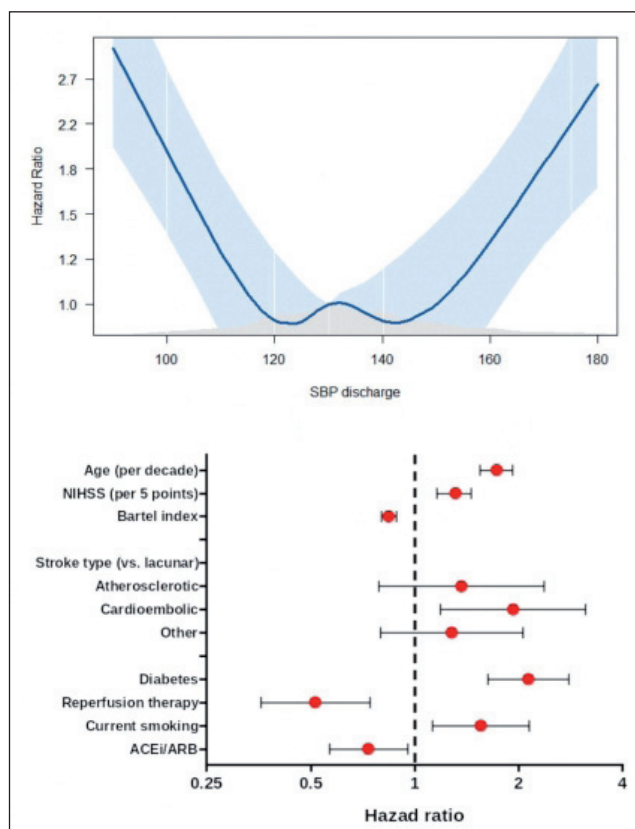 Hazard Ratio
2.7
2.2
1.8
1.5
1.2
1.0
100 120 140 160 180
SBP discharge
Age (per decade)
NIHSS (per 5 points)
Bartel index
Stroke type (vs. lacunar)
Atherosclerotic
Cardioembolic
Other
Diabetes
Reperfusion therapy
Current smoking
ACEi/ARB
0.25 0.5 1 2 4
Hazad ratio